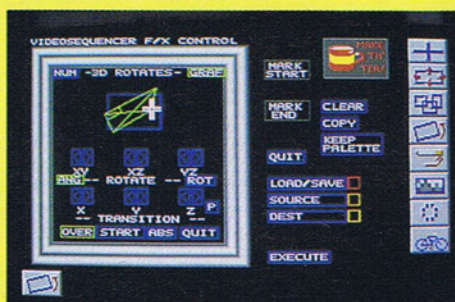 VIDEOSEQUENCER F/X CONTROL
NUM -3D ROTATES- GRAF
XY XZ YZ
ANG -- ROTATE -- ROT
X Y Z P
-- TRANSITION --
OVER START ABS QUIT
MARK START
MARK END
CLEAR
COPY
KEEP PALETTE
QUIT
LOAD/SAVE
SOURCE
DEST
EXECUTE